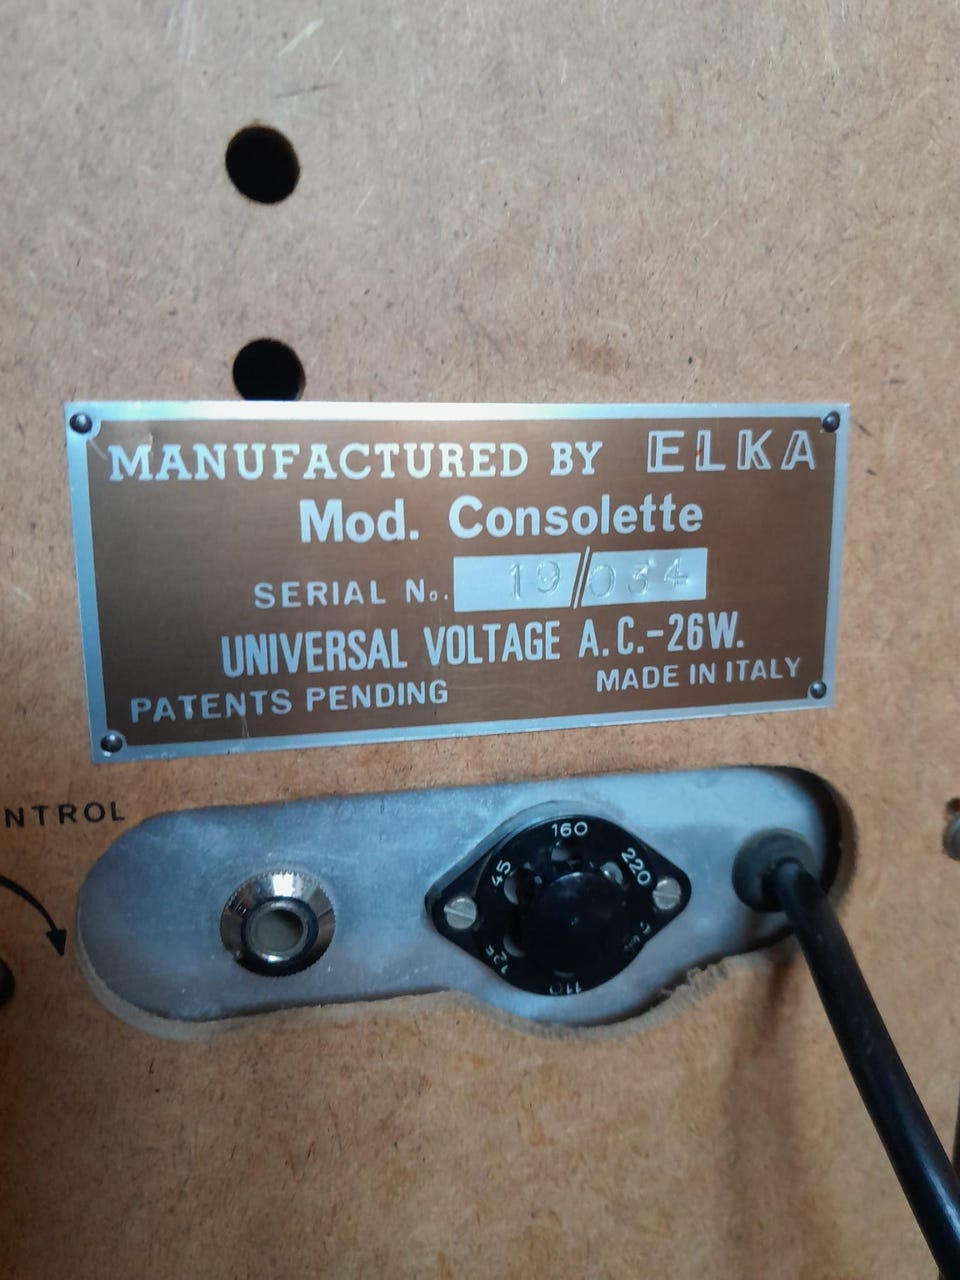 MANUFACTURED BY ELKA
Mod. Consolette
SERIAL No. 19/034
UNIVERSAL VOLTAGE A.C.-26W.
PATENTS PENDING MADE IN ITALY
NTROL
160
45
220
110